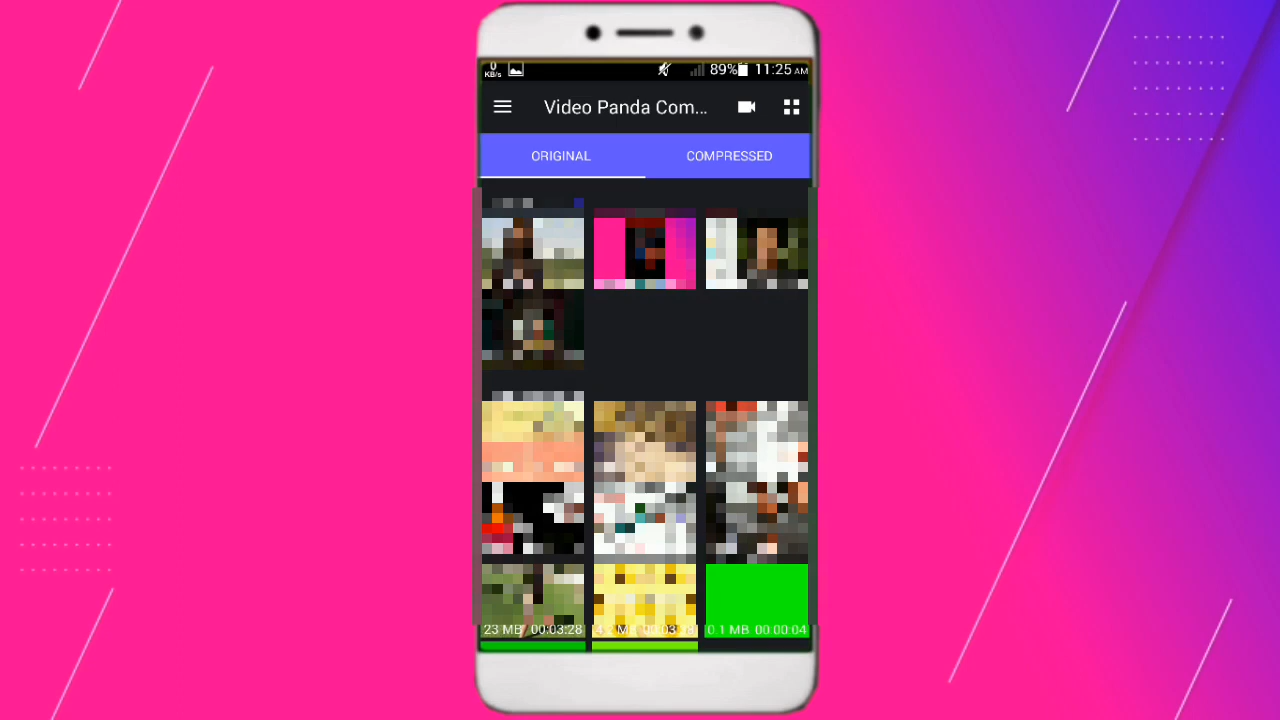 0
KB/s
89%
11:25 AM
Video Panda Com...
ORIGINAL
COMPRESSED
23 MB 00:03:28
0.1 MB 00:00:04